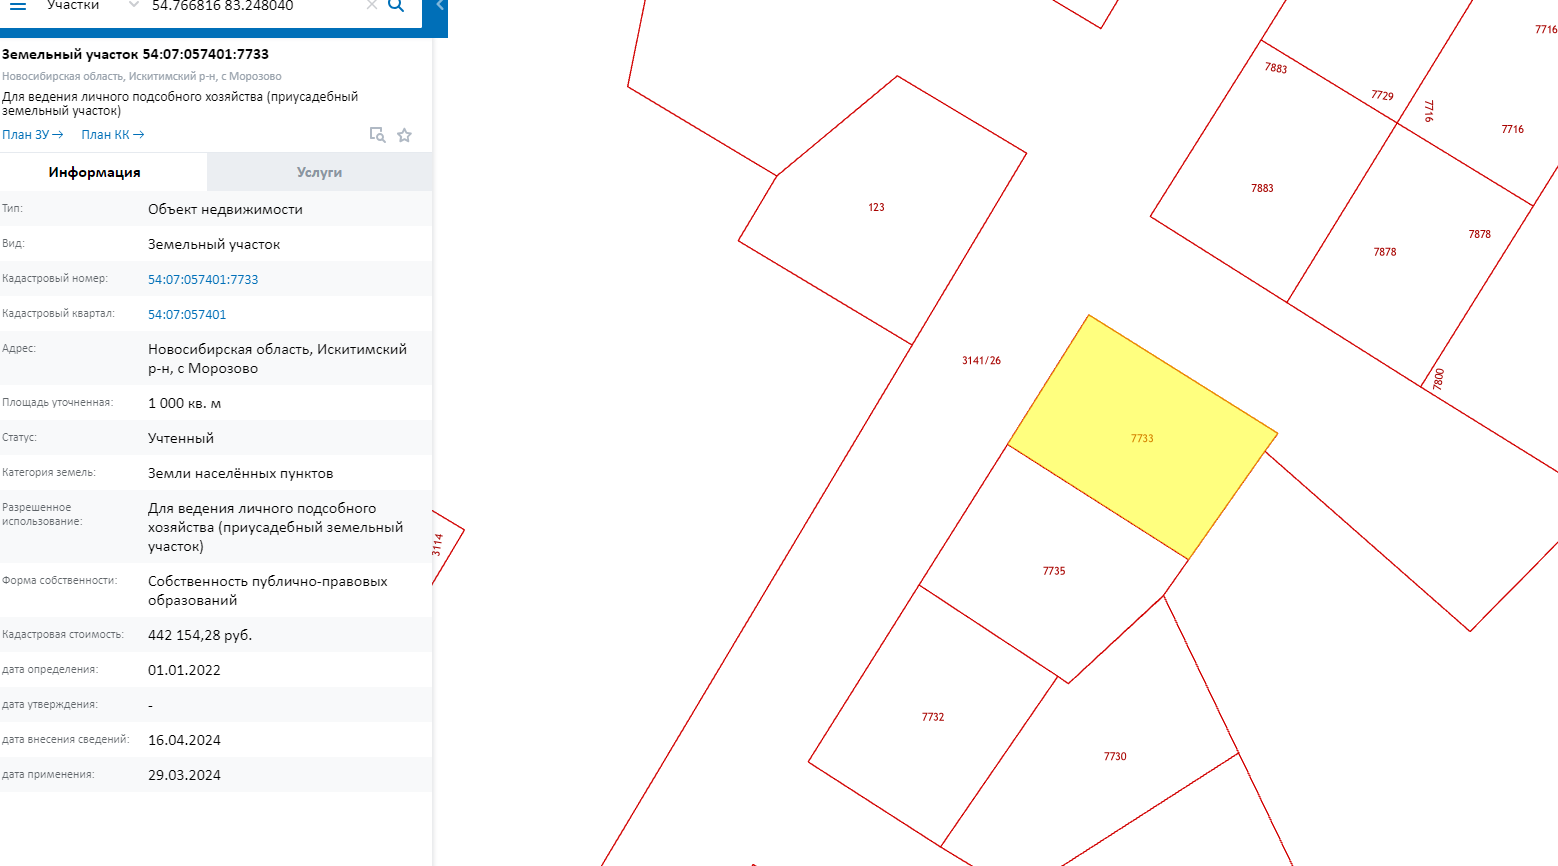 Участки
54.766816 83.248040
Земельный участок 54:07:057401:7733
Новосибирская область, Искитимский р-н, с Морозово
Для ведения личного подсобного хозяйства (приусадебный
земельный участок)
План ЗУ → План КК →
Информация
Услуги
Тип: Объект недвижимости
Вид: Земельный участок
Кадастровый номер: 54:07:057401:7733
Кадастровый квартал: 54:07:057401
Адрес: Новосибирская область, Искитимский
р-н, с Морозово
Площадь уточненная: 1 000 кв. м
Статус: Учтенный
Категория земель: Земли населённых пунктов
Разрешенное
использование:
Для ведения личного подсобного
хозяйства (приусадебный земельный
участок)
Форма собственности: Собственность публично-правовых
образований
Кадастровая стоимость: 442 154,28 руб.
дата определения: 01.01.2022
дата утверждения: -
дата внесения сведений: 16.04.2024
дата применения: 29.03.2024
7716
7883
7729
7716
7716
7883
123
7878
7878
3141/26
7800
7733
3114
7735
7732
7730